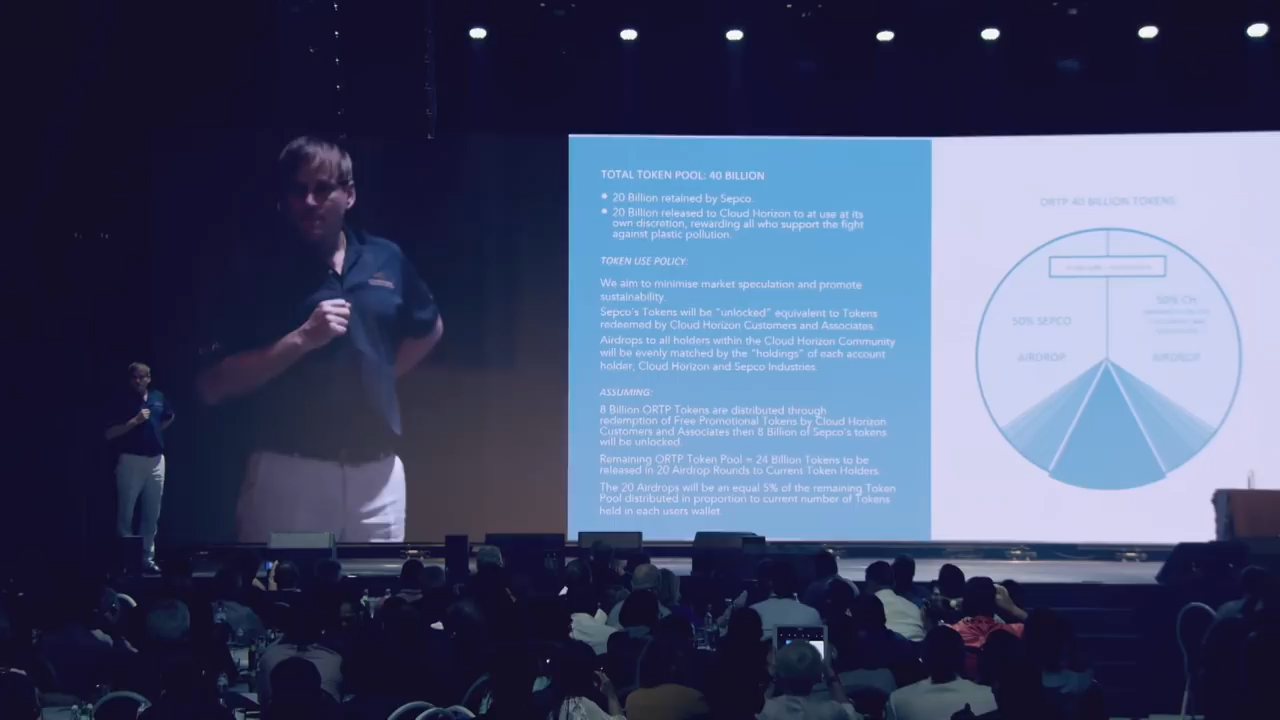 TOTAL TOKEN POOL: 40 BILLION
20 Billion retained by Sepco.
20 Billion released to Cloud Horizon to at use at its
own discretion, rewarding all who support the fight
against plastic pollution.
TOKEN USE POLICY:
We aim to minimise market speculation and promote
sustainability.
Sepco's Tokens will be "unlocked" equivalent to Tokens
redeemed by Cloud Horizon Customers and Associates.
Airdrops to all holders within the Cloud Horizon Community
will be evenly matched by the "holdings" of each account
holder, Cloud Horizon and Sepco Industries.
ASSUMING:
8 Billion ORTP Tokens are distributed through
redemption of Free Promotional Tokens by Cloud Horizon
Customers and Associates then 8 Billion of Sepco's tokens
will be unlocked.
Remaining ORTP Token Pool = 24 Billion Tokens to be
released in 20 Airdrop Rounds to Current Token Holders.
The 20 Airdrops will be an equal 5% of the remaining Token
Pool distributed in proportion to current number of Tokens
held in each users wallet.
ORTP 40 BILLION TOKENS
50% CH
50% SEPCO
AIRDROP
AIRDROP